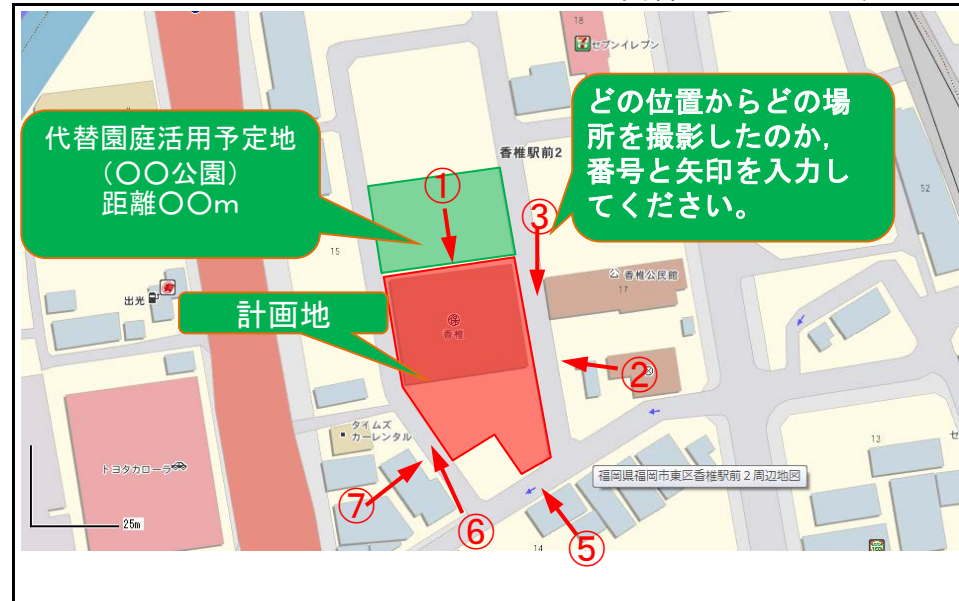 18
セブンイレブン
代替園庭活用予定地
(〇〇公園)
距離〇〇m
どの位置からどの場
所を撮影したのか,
番号と矢印を入力し
てください。
香椎駅前2
①
③
52
15
香椎公民館
17
出光
計画地
保
香椎
②
タイムズ
カーレンタル
13
セ
トヨタカローラ
福岡県福岡市東区香椎駅前2周辺地図
⑦
25m
⑥
14
⑤